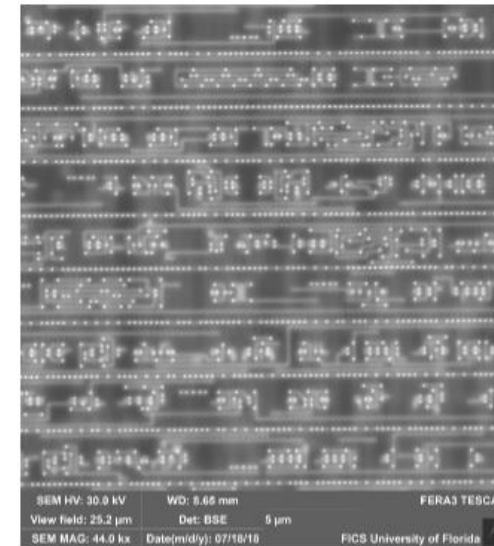 SEM HV: 30.0 kV WD: 8.65 mm FERA3 TESCA
View field: 25.2 µm Det: BSE 5 µm
SEM MAG: 44.0 kx Date(m/d/y): 07/18/18 FICS University of Florida